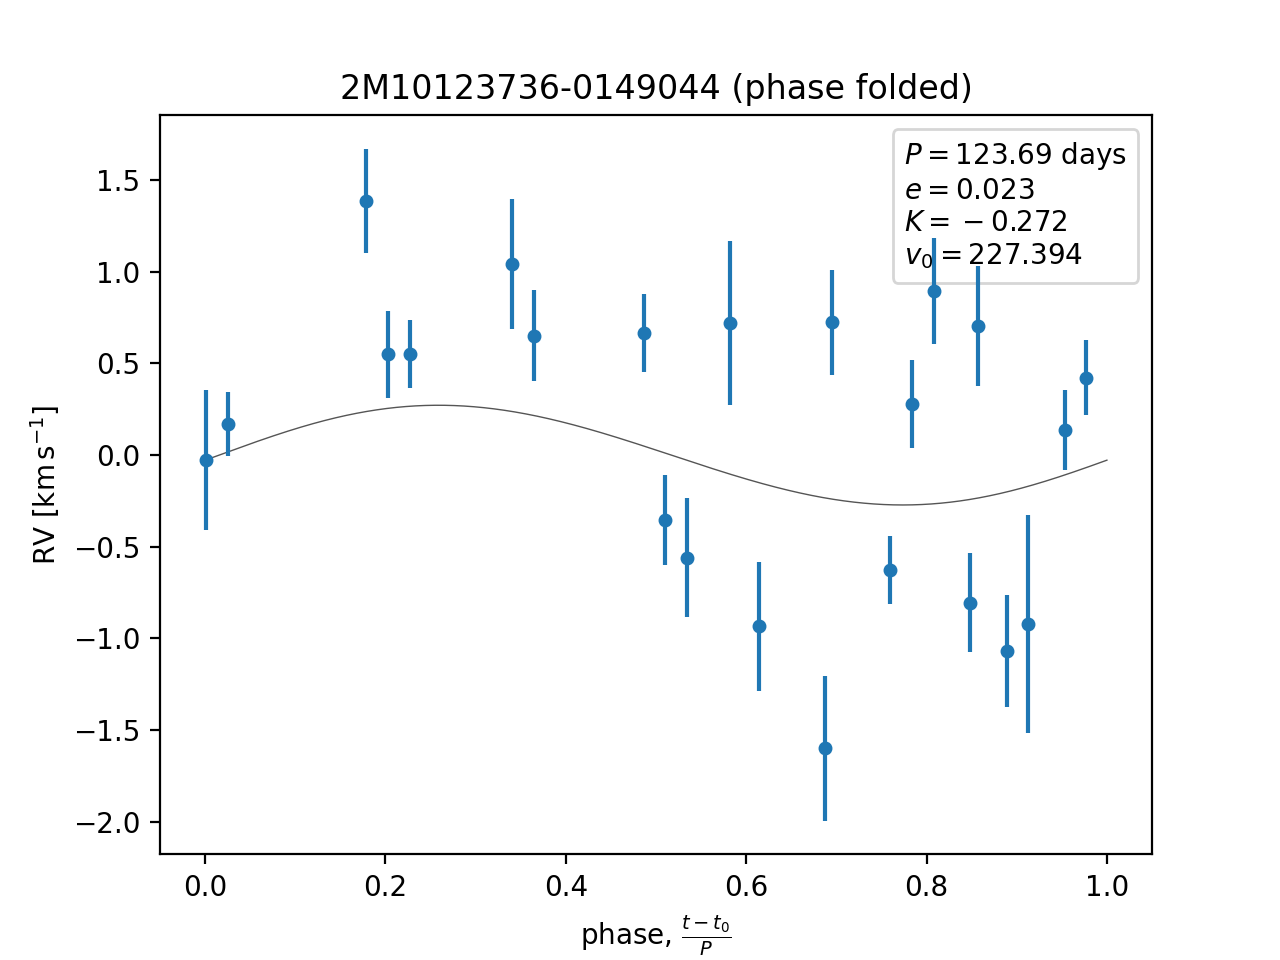 2M10123736-0149044 (phase folded)
P = 123.69 days
e = 0.023
K = −0.272
v₀ = 227.394
1.5
1.0
0.5
0.0
−0.5
−1.0
−1.5
−2.0
RV [km s⁻¹]
0.0 0.2 0.4 0.6 0.8 1.0
phase, (t − t₀)/P